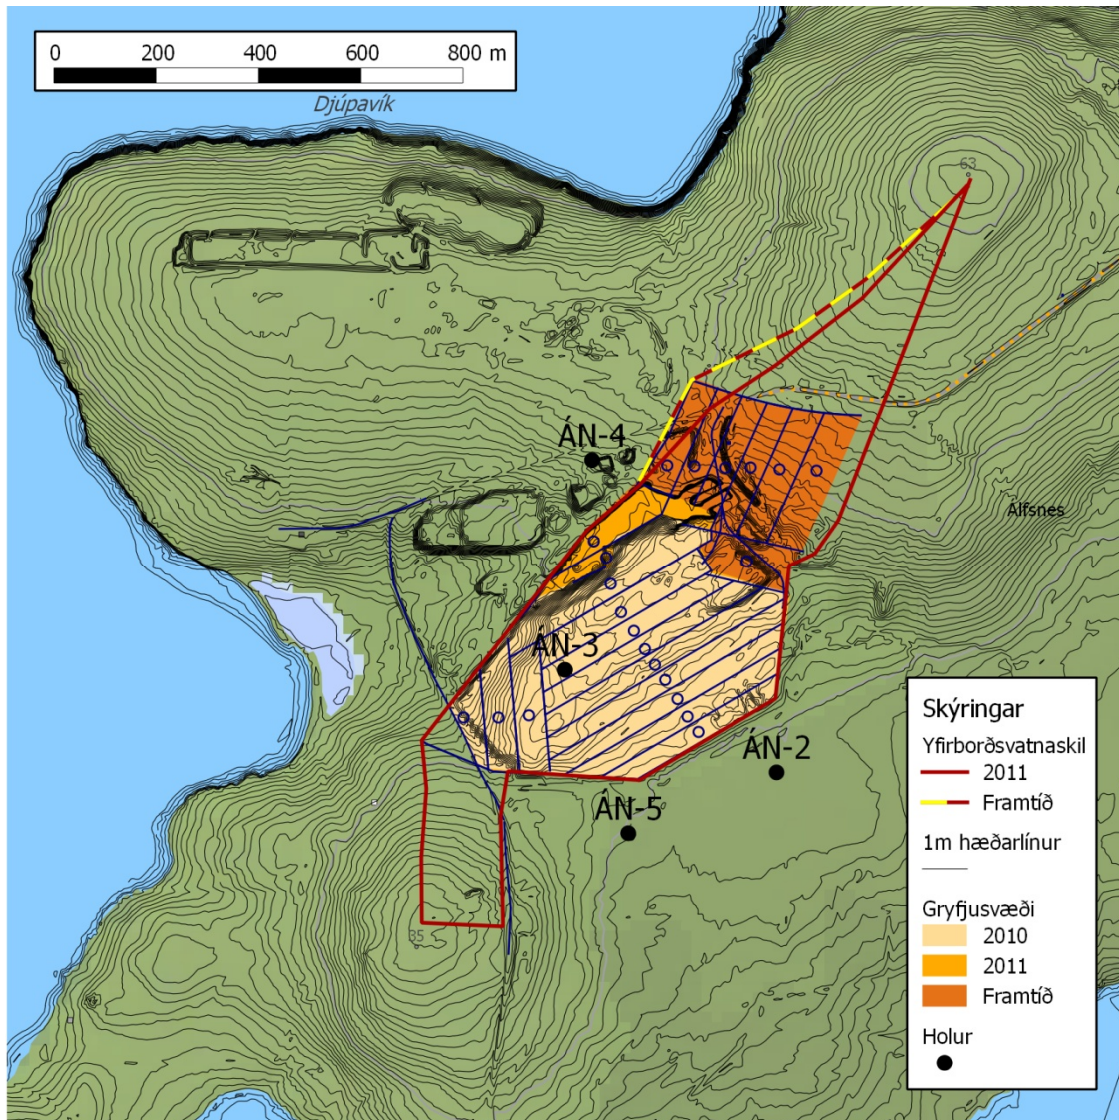 0 200 400 600 800 m
Djúpavík
63
ÁN-4
Álfsnes
ÁN-3
ÁN-2
ÁN-5
35
Skýringar
Yfirborðsvatnaskil
2011
Framtíð
1m hæðarlínur
Gryfjusvæði
2010
2011
Framtíð
Holur